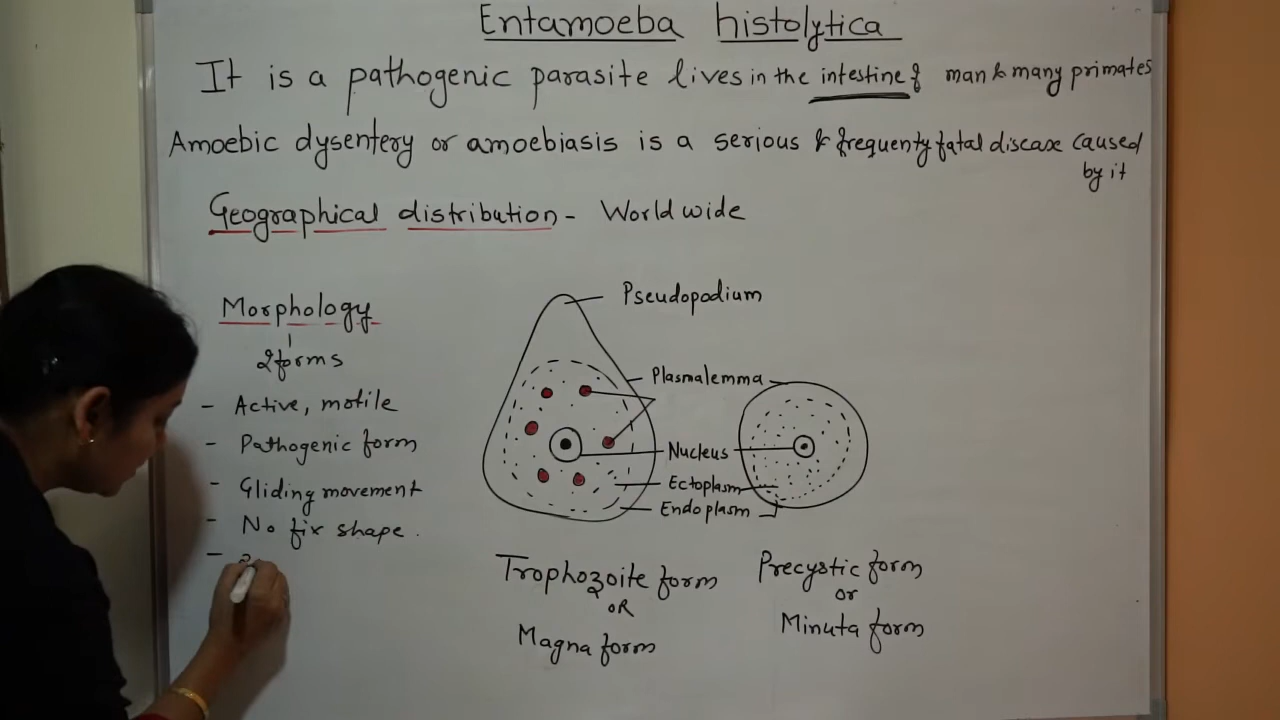 Entamoeba histolytica
It is a pathogenic parasite lives in the intestine of man & many primates
Amoebic dysentery or amoebiasis is a serious & frequenty fatal disease caused
by it
Geographical distribution - World wide
Morphology
2 forms
- Active, motile
- Pathogenic form
- Gliding movement
- No fix shape.
-
Pseudopodium
Plasmalemma
Nucleus
Ectoplasm
Endoplasm
Trophozoite form
OR
Magna form
Precystic form
or
Minuta form